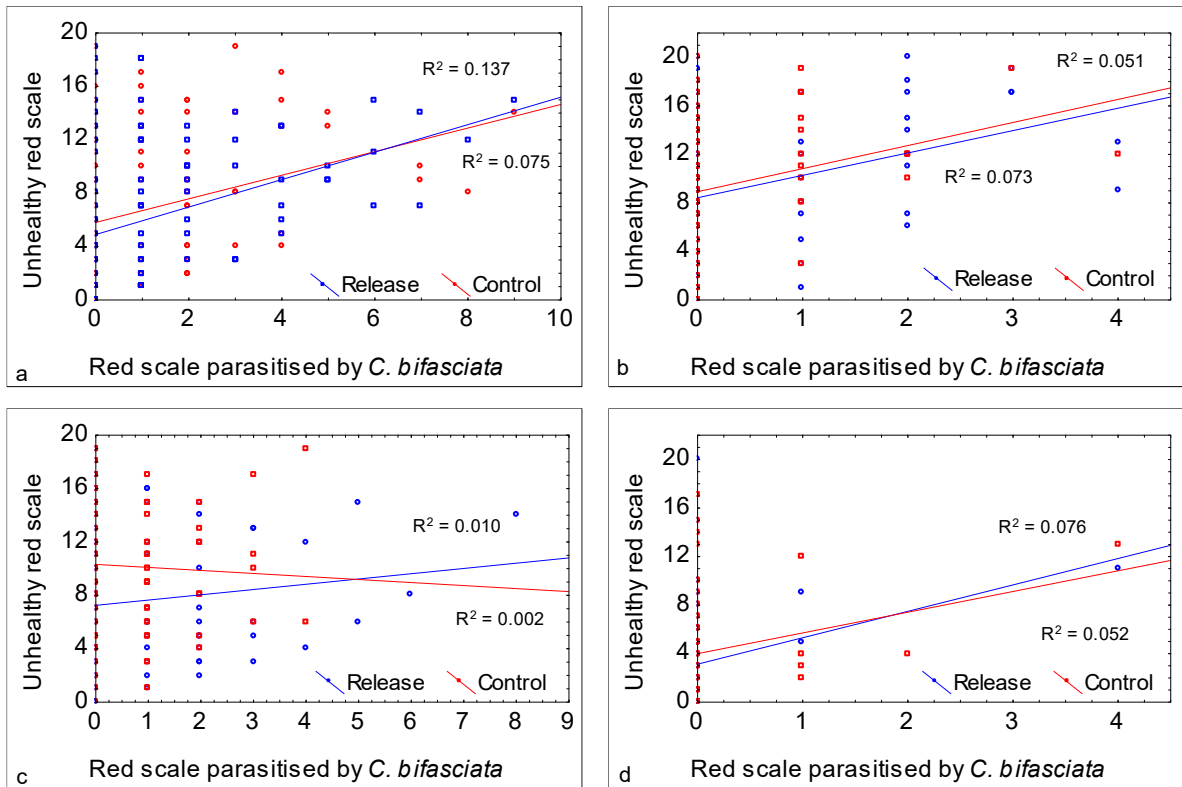 Unhealthy red scale
20
16
12
8
4
0
R² = 0.137
R² = 0.075
Release Control
0 2 4 6 8 10
Red scale parasitised by C. bifasciata
a
Unhealthy red scale
20
16
12
8
4
0
R² = 0.051
R² = 0.073
Release Control
0 1 2 3 4
Red scale parasitised by C. bifasciata
b
Unhealthy red scale
20
16
12
8
4
0
R² = 0.010
R² = 0.002
Release Control
0 1 2 3 4 5 6 7 8 9
Red scale parasitised by C. bifasciata
c
Unhealthy red scale
20
16
12
8
4
0
R² = 0.076
R² = 0.052
Release Control
0 1 2 3 4
Red scale parasitised by C. bifasciata
d